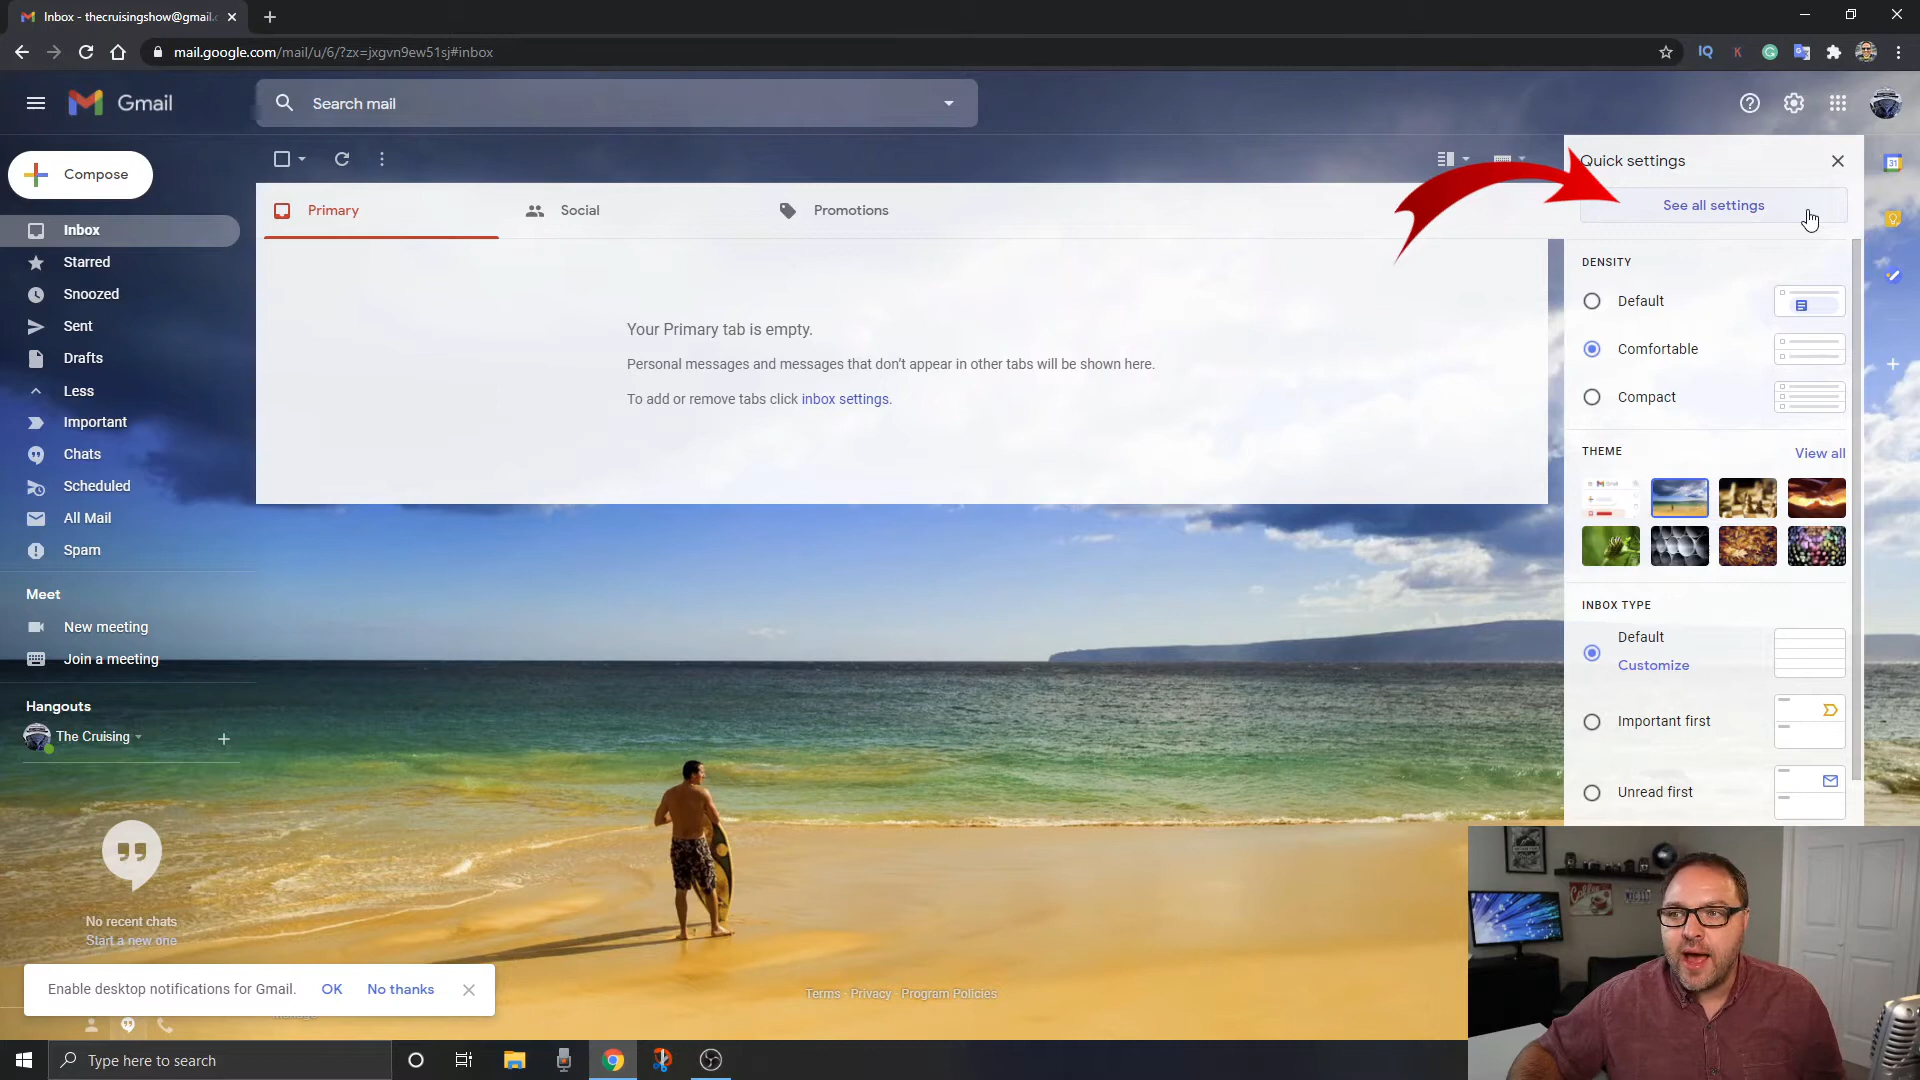 Inbox - thecruisingshow@gmail.c
mail.google.com/mail/u/6/?zx=jxgvn9ew51sj#inbox
Gmail
Search mail
Compose
Inbox
Starred
Snoozed
Sent
Drafts
Less
Important
Chats
Scheduled
All Mail
Spam
Meet
New meeting
Join a meeting
Hangouts
The Cruising
No recent chats
Start a new one
Primary
Social
Promotions
Your Primary tab is empty.
Personal messages and messages that don't appear in other tabs will be shown here.
To add or remove tabs click inbox settings.
Quick settings
See all settings
DENSITY
Default
Comfortable
Compact
THEME
View all
INBOX TYPE
Default
Customize
Important first
Unread first
Enable desktop notifications for Gmail. OK No thanks
Terms · Privacy · Program Policies
Type here to search